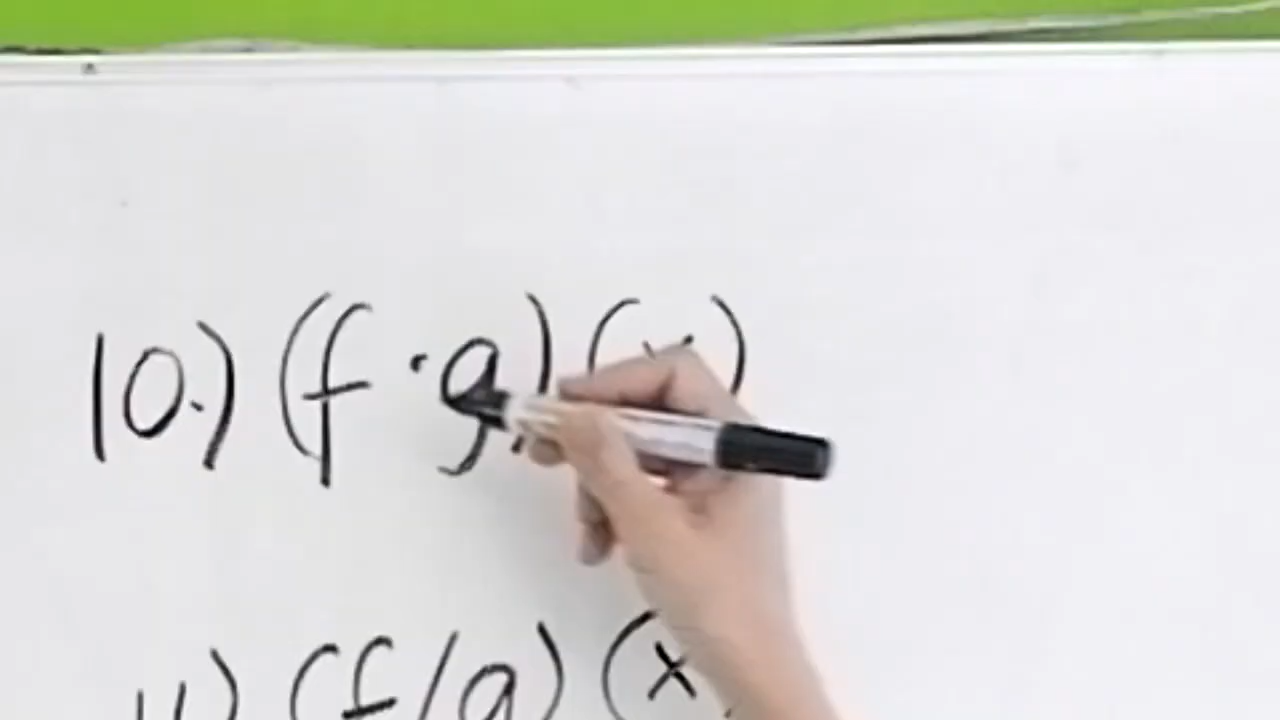 10.) (f · g) (x)
11) (f/g) (x